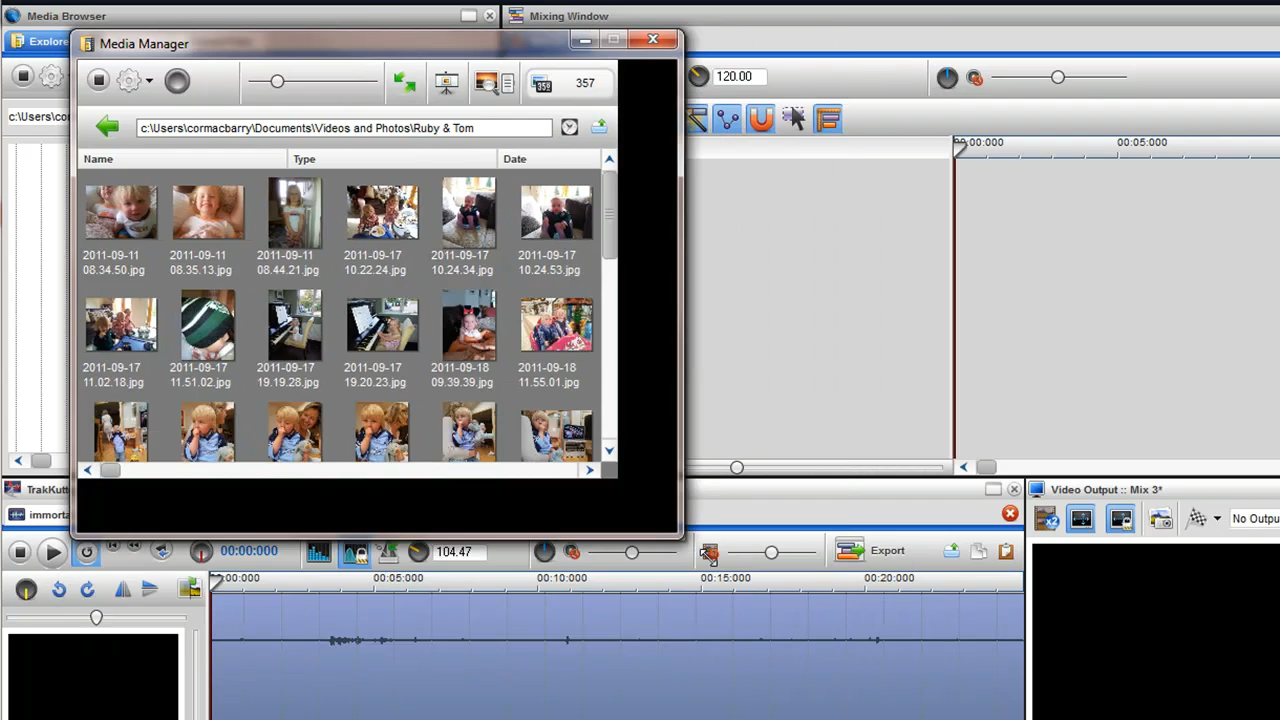 Media Browser
Mixing Window
Explore
Media Manager
357
120.00
c:\Users\cor
c:\Users\cormacbarry\Documents\Videos and Photos\Ruby & Tom
00:00:000
00:05:000
Name
Type
Date
2011-09-11
08.34.50.jpg
2011-09-11
08.35.13.jpg
2011-09-11
08.44.21.jpg
2011-09-17
10.22.24.jpg
2011-09-17
10.24.34.jpg
2011-09-17
10.24.53.jpg
2011-09-17
11.02.18.jpg
2011-09-17
11.51.02.jpg
2011-09-17
19.19.28.jpg
2011-09-17
19.20.23.jpg
2011-09-18
09.39.39.jpg
2011-09-18
11.55.01.jpg
TrakKutt
Video Output :: Mix 3*
immorta
x2
No Outpu
00:00:000
104.47
Export
00:00:000
00:05:000
00:10:000
00:15:000
00:20:000